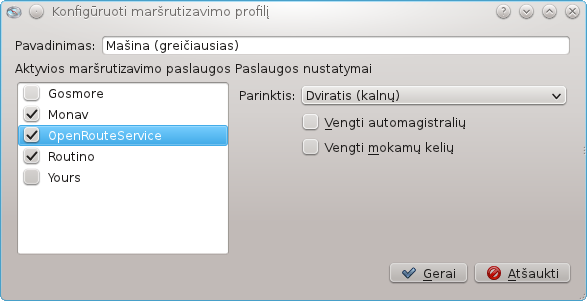 Konfigūruoti maršrutizavimo profilį
Pavadinimas: Mašina (greičiausias)
Aktyvios maršrutizavimo paslaugos Paslaugos nustatymai
Gosmore
Monav
OpenRouteService
Routino
Yours
Parinktis: Dviratis (kalnų)
Vengti automagistralių
Vengti mokamų kelių
Gerai Atšaukti